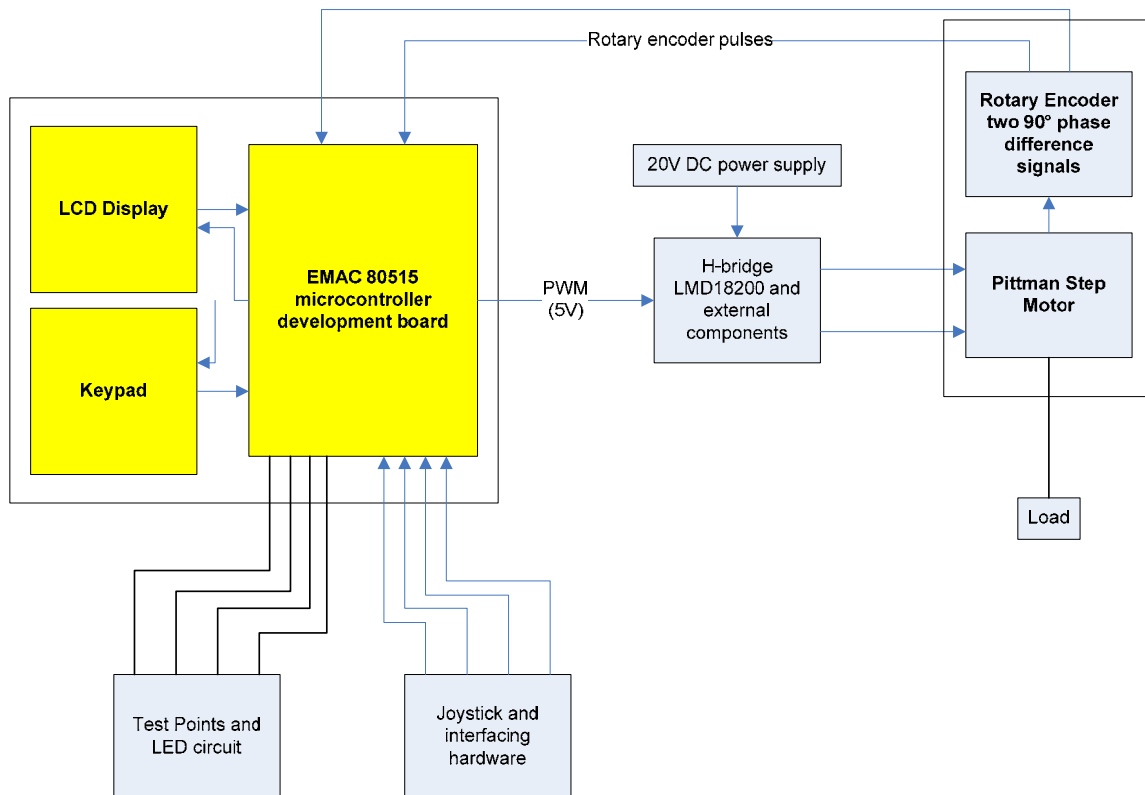 Rotary encoder pulses
Rotary Encoder
two 90° phase
difference
signals
20V DC power supply
LCD Display
EMAC 80515
microcontroller
development board
PWM
(5V)
H-bridge
LMD18200 and
external
components
Pittman Step
Motor
Keypad
Load
Test Points and
LED circuit
Joystick and
interfacing
hardware